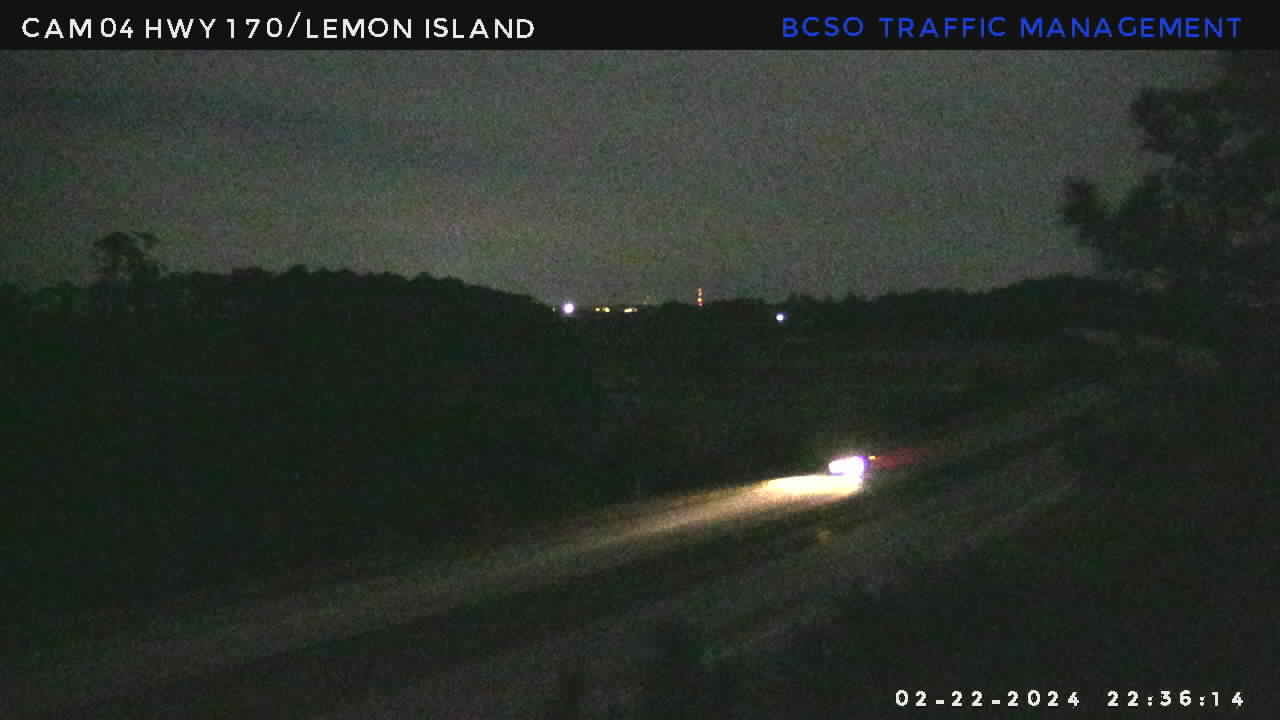 CAM04 HWY 170/LEMON ISLAND
BCSO TRAFFIC MANAGEMENT
02-22-2024 22:36:14